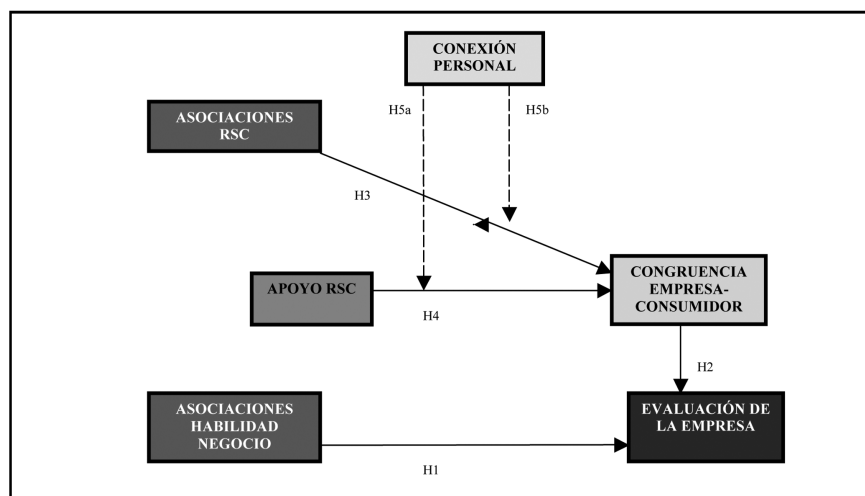 CONEXIÓN
PERSONAL
H5a
H5b
ASOCIACIONES
RSC
H3
CONGRUENCIA
EMPRESA-
CONSUMIDOR
APOYO RSC
H4
H2
ASOCIACIONES
HABILIDAD
NEGOCIO
EVALUACIÓN DE
LA EMPRESA
H1